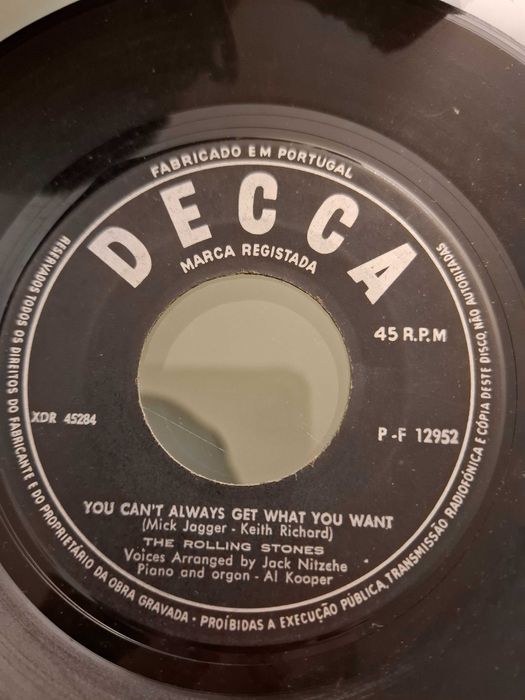 FABRICADO EM PORTUGAL
DECCA
MARCA REGISTADA
45 R.P.M
XDR 45284
P-F 12952
YOU CAN'T ALWAYS GET WHAT YOU WANT
(Mick Jagger - Keith Richard)
THE ROLLING STONES
Voices Arranged by Jack Nitzche
Piano and organ - Al Kooper
RESERVADOS TODOS OS DIREITOS DO FABRICANTE E DO PROPRIETÁRIO DA OBRA GRAVADA · PROÍBIDAS A EXECUÇÃO PÚBLICA, TRANSMISSÃO RADIOFÓNICA E CÓPIA DESTE DISCO, NÃO AUTORIZADAS